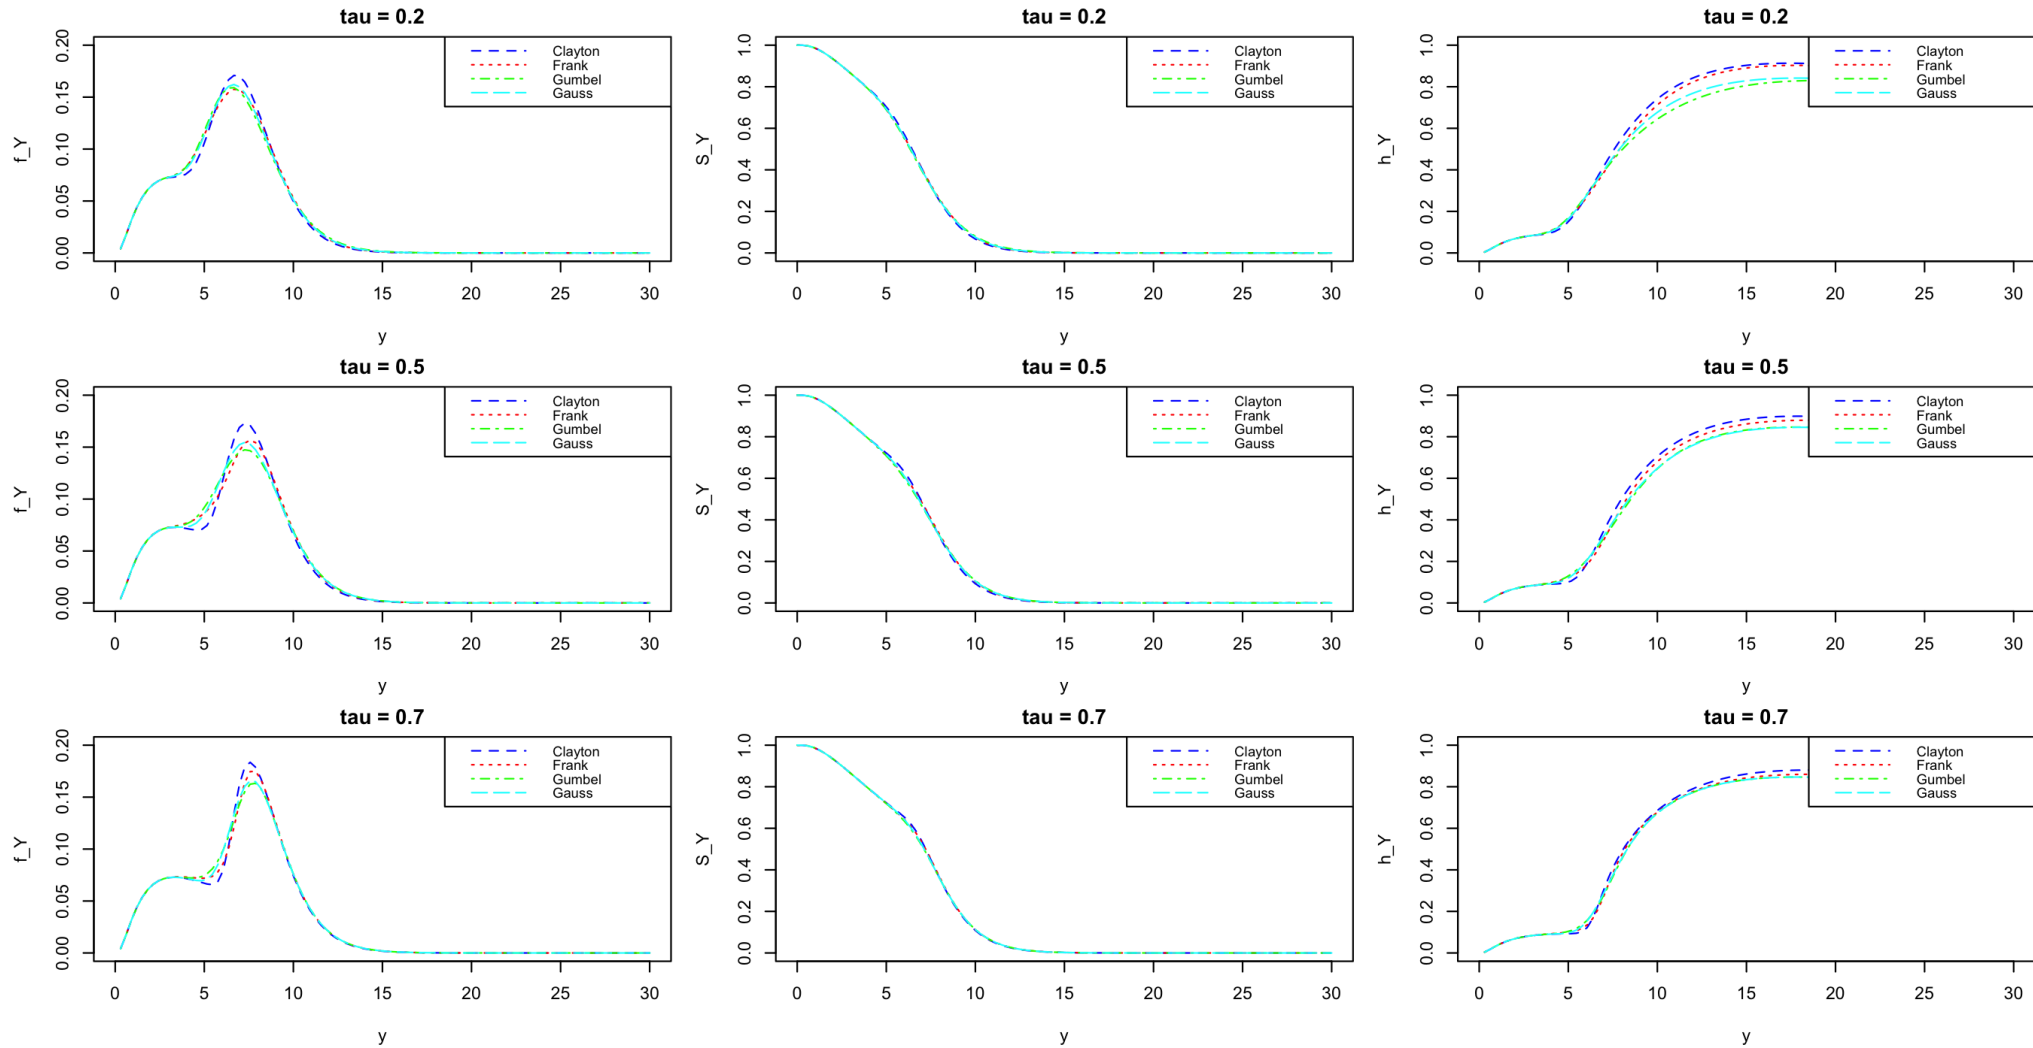 tau = 0.2
f_Y
0.00 0.05 0.10 0.15 0.20
Clayton
Frank
Gumbel
Gauss
0 5 10 15 20 25 30
y
tau = 0.2
S_Y
0.0 0.2 0.4 0.6 0.8 1.0
Clayton
Frank
Gumbel
Gauss
0 5 10 15 20 25 30
y
tau = 0.2
h_Y
0.0 0.2 0.4 0.6 0.8 1.0
Clayton
Frank
Gumbel
Gauss
0 5 10 15 20 25 30
y
tau = 0.5
f_Y
0.00 0.05 0.10 0.15 0.20
Clayton
Frank
Gumbel
Gauss
0 5 10 15 20 25 30
y
tau = 0.5
S_Y
0.0 0.2 0.4 0.6 0.8 1.0
Clayton
Frank
Gumbel
Gauss
0 5 10 15 20 25 30
y
tau = 0.5
h_Y
0.0 0.2 0.4 0.6 0.8 1.0
Clayton
Frank
Gumbel
Gauss
0 5 10 15 20 25 30
y
tau = 0.7
f_Y
0.00 0.05 0.10 0.15 0.20
Clayton
Frank
Gumbel
Gauss
0 5 10 15 20 25 30
y
tau = 0.7
S_Y
0.0 0.2 0.4 0.6 0.8 1.0
Clayton
Frank
Gumbel
Gauss
0 5 10 15 20 25 30
y
tau = 0.7
h_Y
0.0 0.2 0.4 0.6 0.8 1.0
Clayton
Frank
Gumbel
Gauss
0 5 10 15 20 25 30
y